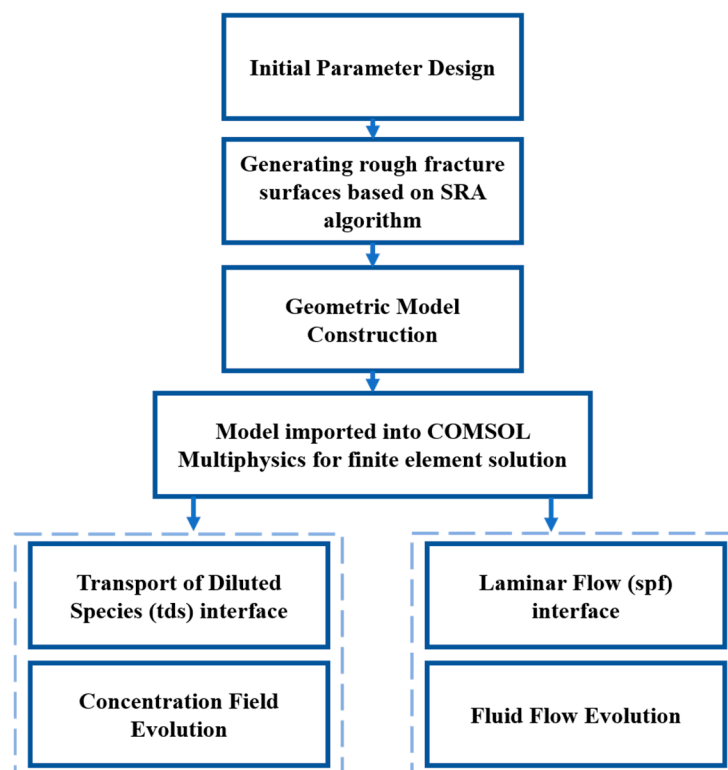 Initial Parameter Design
Generating rough fracture
surfaces based on SRA
algorithm
Geometric Model
Construction
Model imported into COMSOL
Multiphysics for finite element solution
Transport of Diluted
Species (tds) interface
Concentration Field
Evolution
Laminar Flow (spf)
interface
Fluid Flow Evolution